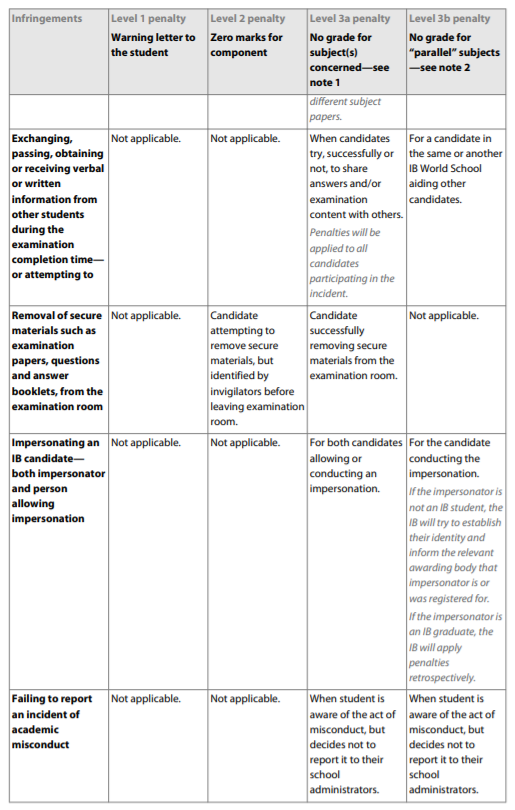 Infringements
Level 1 penalty
Warning letter to
the student
Level 2 penalty
Zero marks for
component
Level 3a penalty
No grade for
subject(s)
concerned—see
note 1
Level 3b penalty
No grade for
“parallel” subjects
—see note 2
different subject
papers.
Exchanging,
passing, obtaining
or receiving verbal
or written
information from
other students
during the
examination
completion time—
or attempting to
Not applicable.
Not applicable.
When candidates
try, successfully or
not, to share
answers and/or
examination
content with others.
Penalties will be
applied to all
candidates
participating in the
incident.
For a candidate in
the same or another
IB World School
aiding other
candidates.
Removal of secure
materials such as
examination
papers, questions
and answer
booklets, from the
examination room
Not applicable.
Candidate
attempting to
remove secure
materials, but
identified by
invigilators before
leaving examination
room.
Candidate
successfully
removing secure
materials from the
examination room.
Not applicable.
Impersonating an
IB candidate—
both impersonator
and person
allowing
impersonation
Not applicable.
Not applicable.
For both candidates
allowing or
conducting an
impersonation.
For the candidate
conducting the
impersonation.
If the impersonator is
not an IB student, the
IB will try to establish
their identity and
inform the relevant
awarding body that
impersonator is or
was registered for.
If the impersonator is
an IB graduate, the
IB will apply
penalties
retrospectively.
Failing to report
an incident of
academic
misconduct
Not applicable.
Not applicable.
When student is
aware of the act of
misconduct, but
decides not to
report it to their
school
administrators.
When student is
aware of the act of
misconduct, but
decides not to
report it to their
school
administrators.